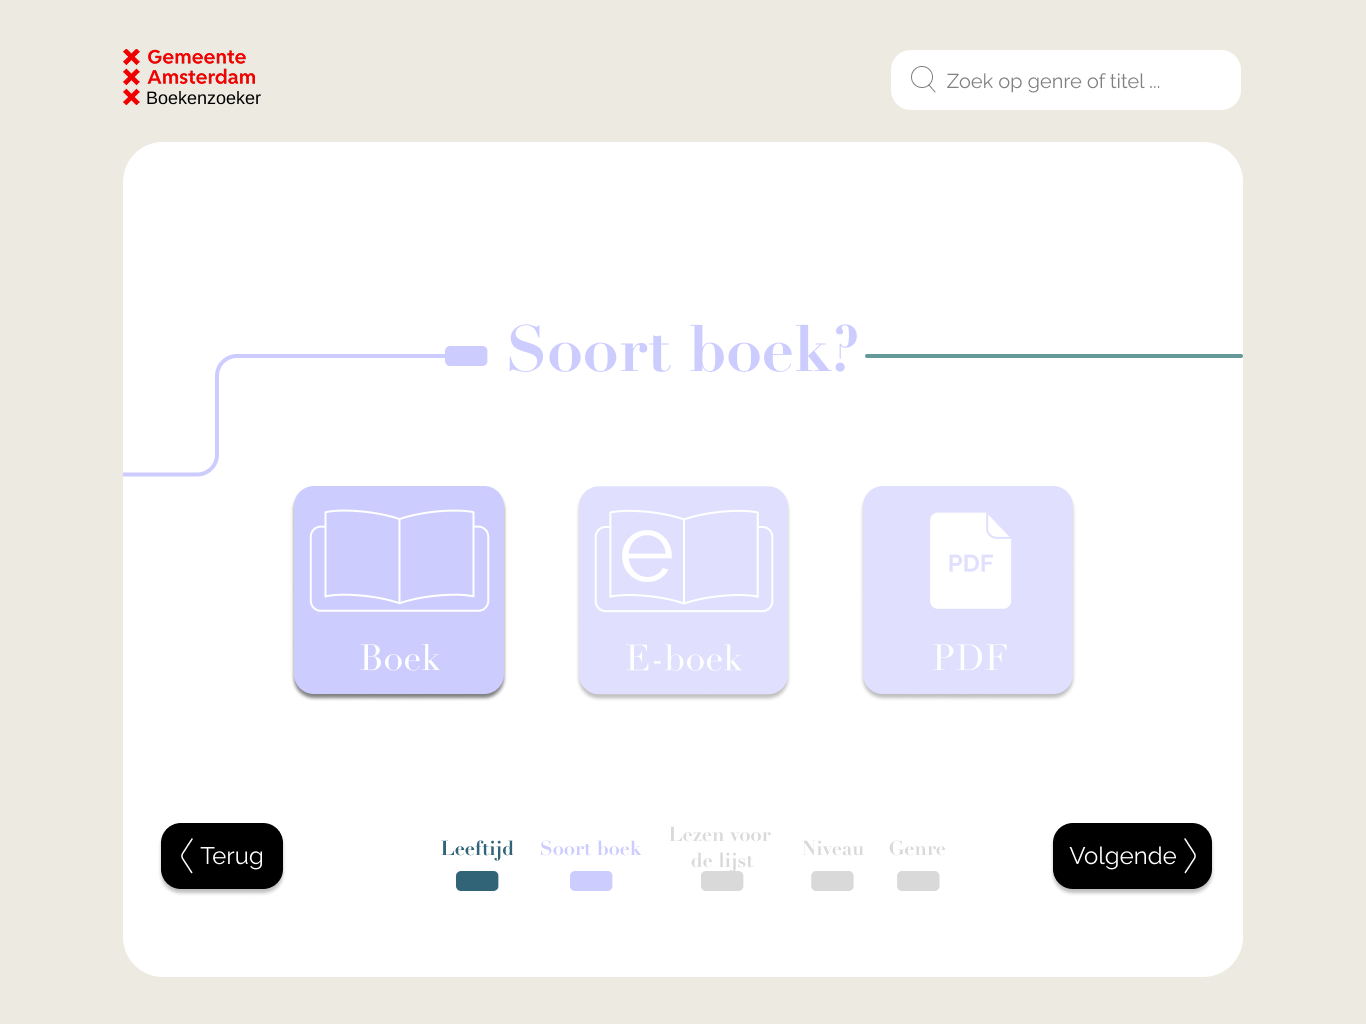 Gemeente
Amsterdam
Boekenzoeker
Zoek op genre of titel ...
Soort boek?
e
PDF
Boek
E-boek
PDF
Terug
Leeftijd
Soort boek
Lezen voor
de lijst
Niveau
Genre
Volgende